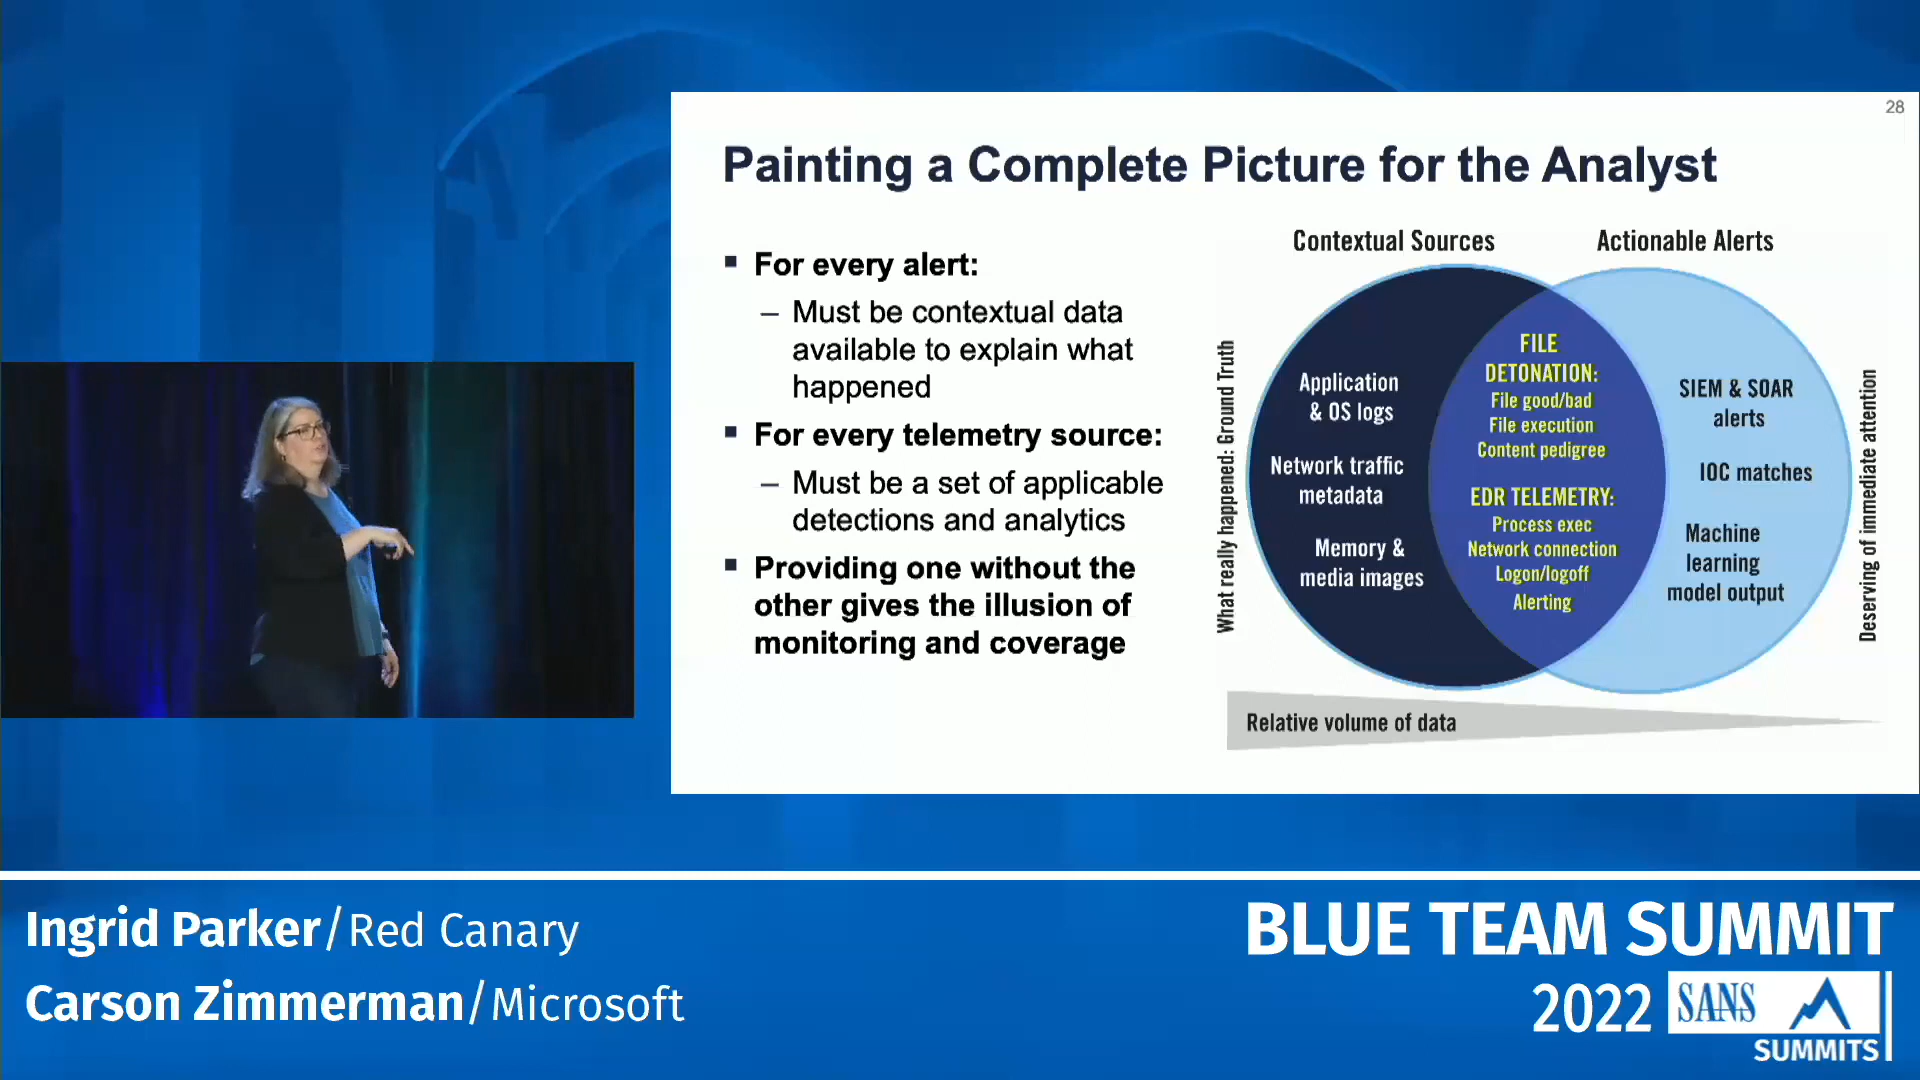 28
Painting a Complete Picture for the Analyst
▪ For every alert:
– Must be contextual data
available to explain what
happened
▪ For every telemetry source:
– Must be a set of applicable
detections and analytics
▪ Providing one without the
other gives the illusion of
monitoring and coverage
Contextual Sources
Actionable Alerts
What really happened: Ground Truth
Application
& OS logs
Network traffic
metadata
Memory &
media images
FILE
DETONATION:
File good/bad
File execution
Content pedigree
EDR TELEMETRY:
Process exec
Network connection
Logon/logoff
Alerting
SIEM & SOAR
alerts
IOC matches
Machine
learning
model output
Deserving of immediate attention
Relative volume of data
Ingrid Parker/Red Canary
Carson Zimmerman/Microsoft
BLUE TEAM SUMMIT
2022
SANS
SUMMITS